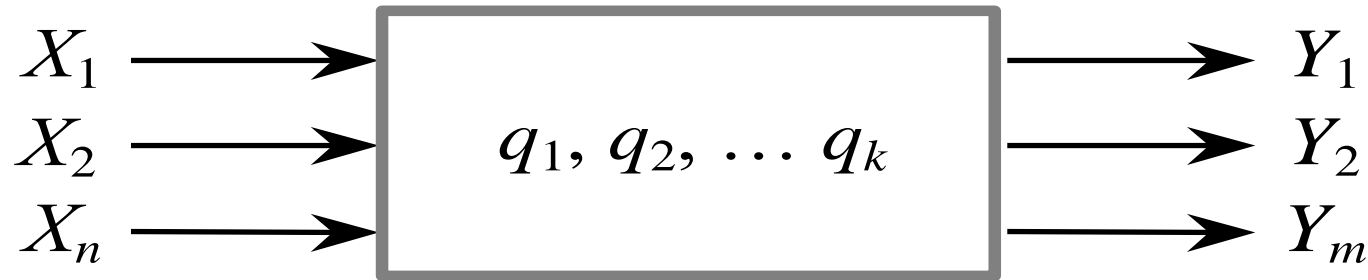 X₁ q₁, q₂, … qₖ Y₁
X₂ Y₂
Xₙ Yₘ